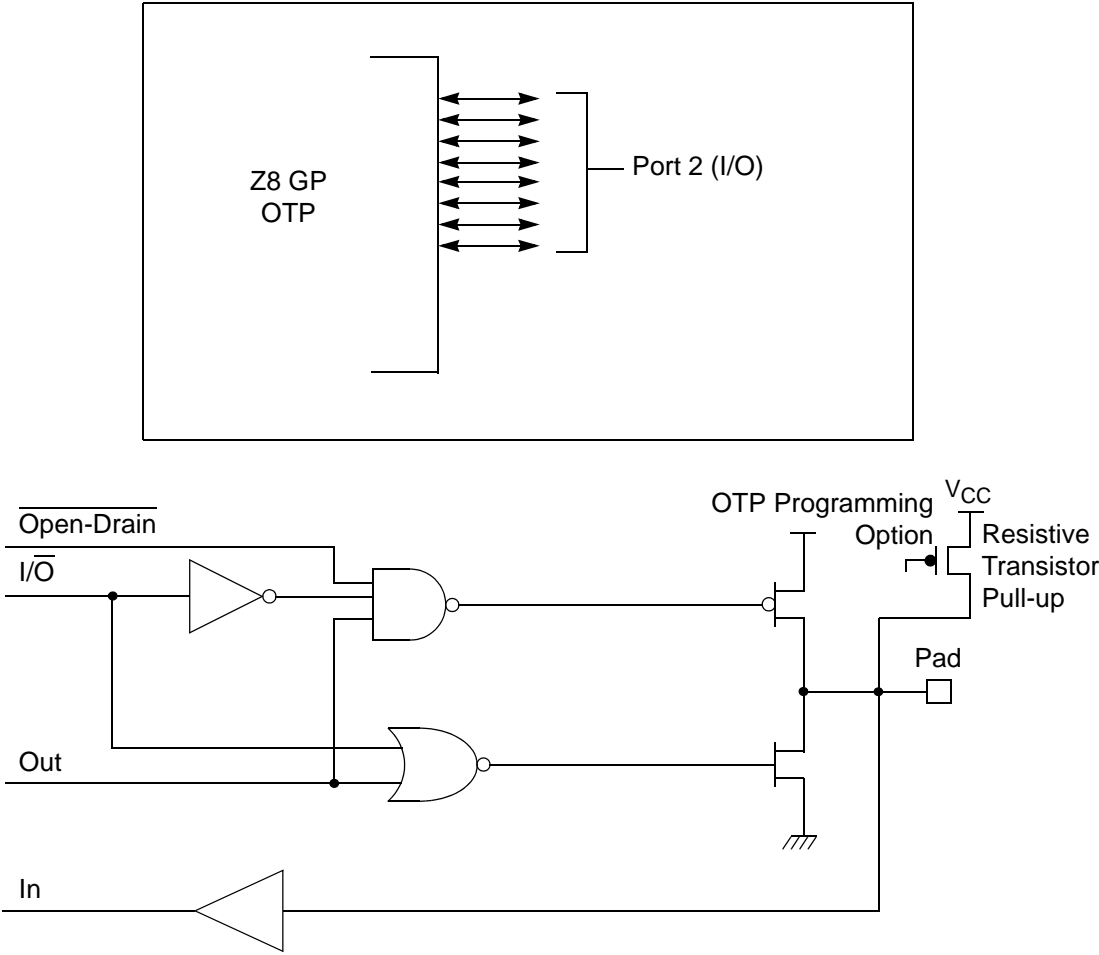 Z8 GP
OTP
Port 2 (I/O)
Open-Drain
I/O
OTP Programming
Option
VCC
Resistive
Transistor
Pull-up
Pad
Out
In